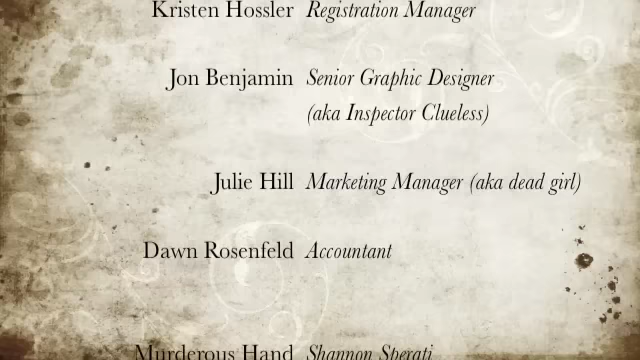 Kristen Hossler Registration Manager
Jon Benjamin Senior Graphic Designer
(aka Inspector Clueless)
Julie Hill Marketing Manager (aka dead girl)
Dawn Rosenfeld Accountant
Murderous Hand Shannon Sperati